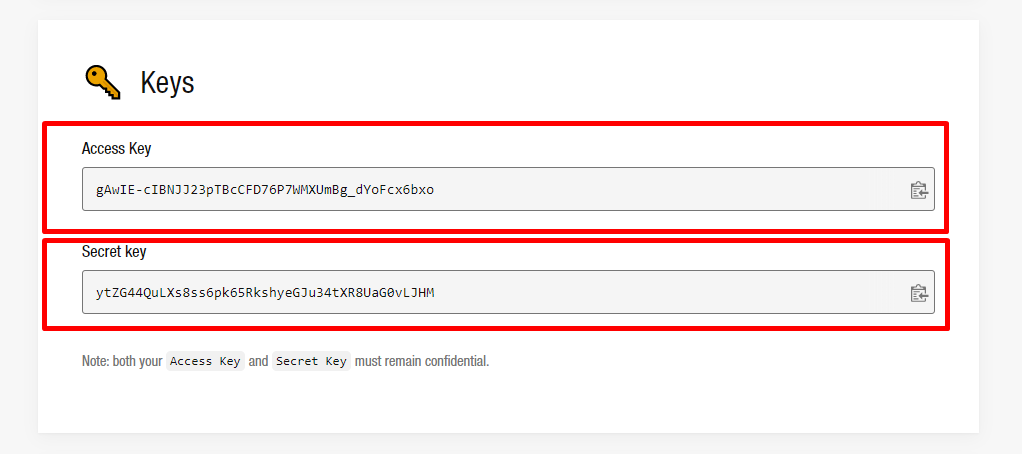 Keys
Access Key
gAwIE-cIBNJJ23pTBcCFD76P7WMXUmBg_dYoFcx6bxo
Secret key
ytZG44QuLXs8ss6pk65RkshyeGJu34tXR8UaG0vLJHM
Note: both your Access Key and Secret Key must remain confidential.